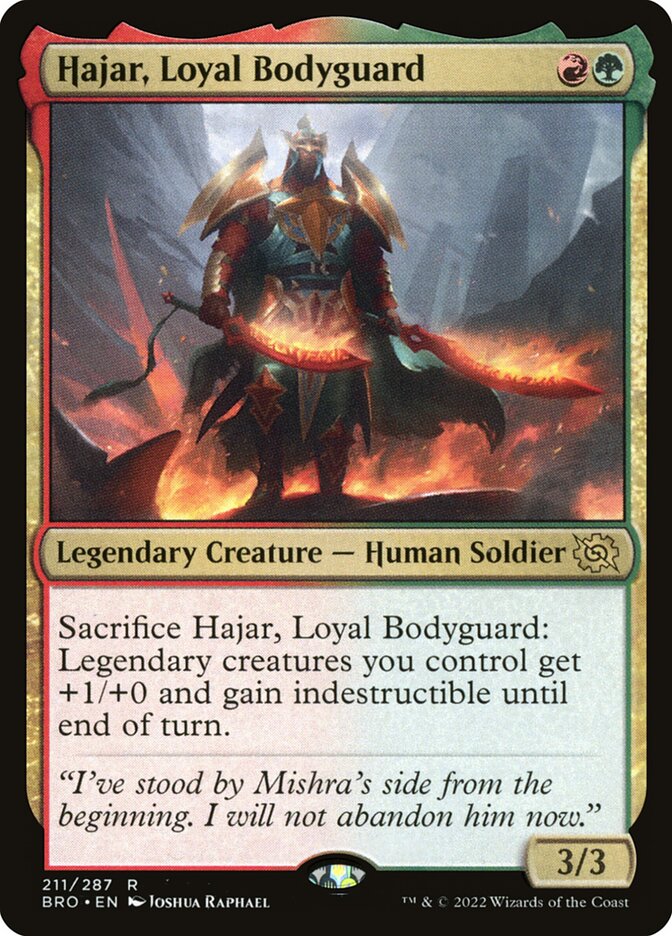 Hajar, Loyal Bodyguard
Legendary Creature — Human Soldier
Sacrifice Hajar, Loyal Bodyguard:
Legendary creatures you control get
+1/+0 and gain indestructible until
end of turn.
“I’ve stood by Mishra’s side from the
beginning. I will not abandon him now.”
3/3
211/287 R
BRO • EN Joshua Raphael
™ & © 2022 Wizards of the Coast